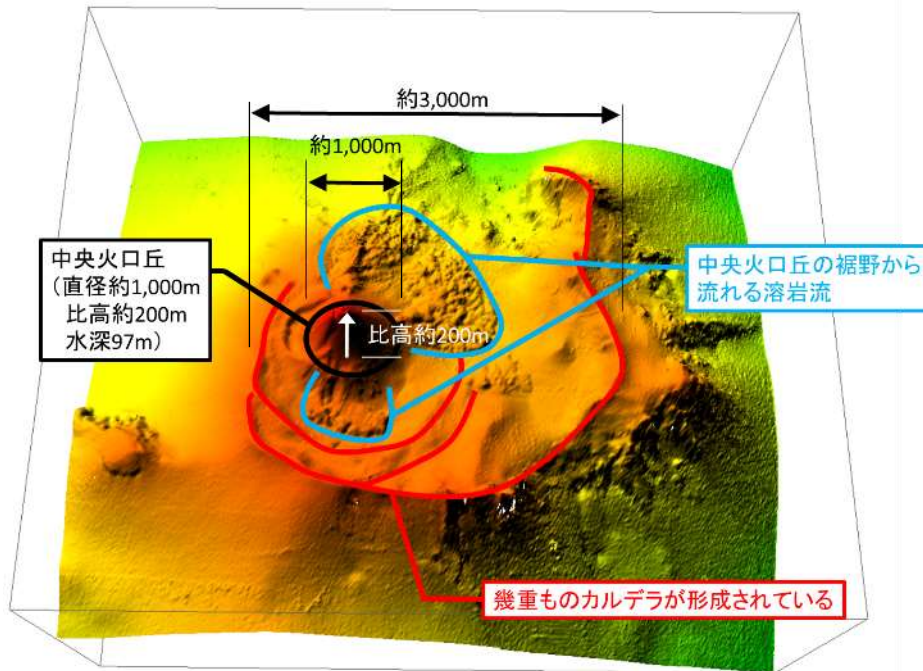 約3,000m
約1,000m
中央火口丘
（直径約1,000m
比高約200m
水深97m）
比高約200m
中央火口丘の裾野から
流れる溶岩流
幾重ものカルデラが形成されている